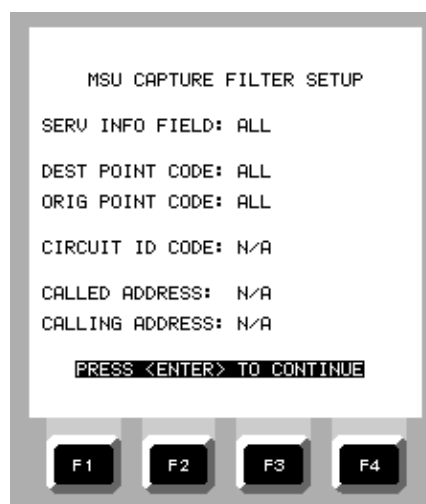 MSU CAPTURE FILTER SETUP
SERV INFO FIELD: ALL
DEST POINT CODE: ALL
ORIG POINT CODE: ALL
CIRCUIT ID CODE: N/A
CALLED ADDRESS: N/A
CALLING ADDRESS: N/A
PRESS <ENTER> TO CONTINUE
F1 F2 F3 F4